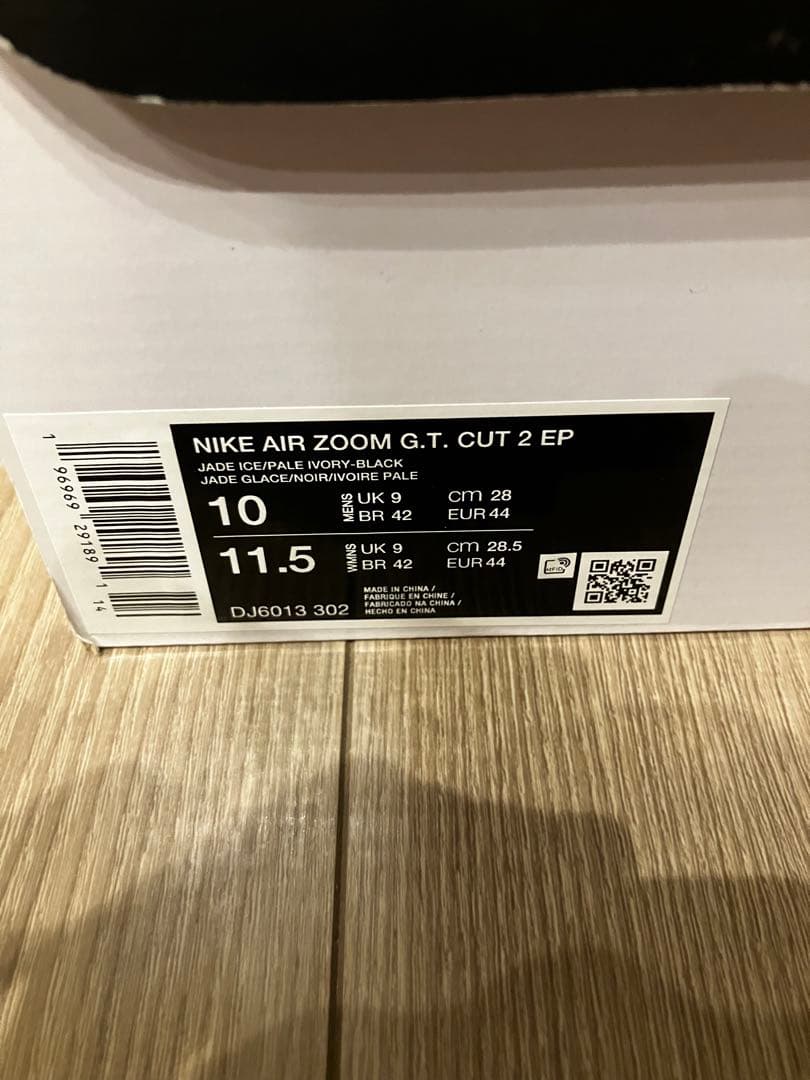 NIKE AIR ZOOM G.T. CUT 2 EP
JADE ICE/PALE IVORY-BLACK
JADE GLACE/NOIR/IVOIRE PALE
10 MENS UK 9 cm 28
BR 42 EUR 44
11.5 WMNS UK 9 cm 28.5
BR 42 EUR 44
RFID
DJ6013 302
MADE IN CHINA /
FABRIQUE EN CHINE /
FABRICADO NA CHINA /
HECHO EN CHINA
1 96969 29189 1 14